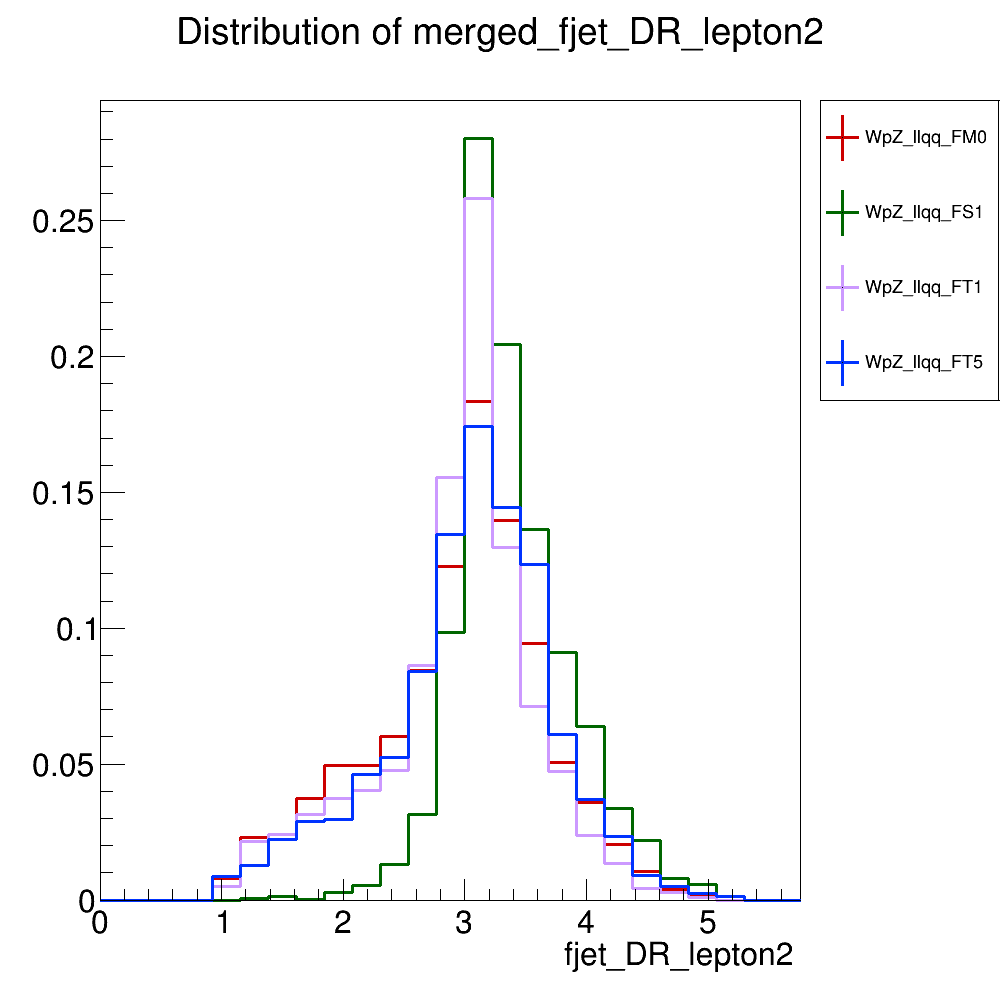 Distribution of merged_fjet_DR_lepton2
WpZ_llqq_FM0
WpZ_llqq_FS1
WpZ_llqq_FT1
WpZ_llqq_FT5
0.25
0.2
0.15
0.1
0.05
0
0 1 2 3 4 5
fjet_DR_lepton2